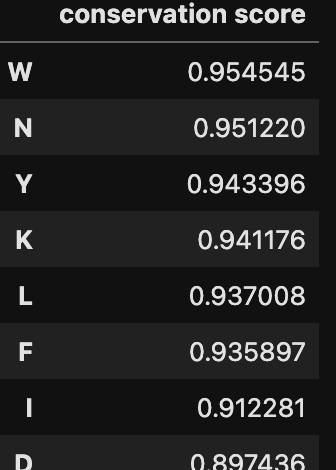 conservation score
W 0.954545
N 0.951220
Y 0.943396
K 0.941176
L 0.937008
F 0.935897
I 0.912281
D 0.897436